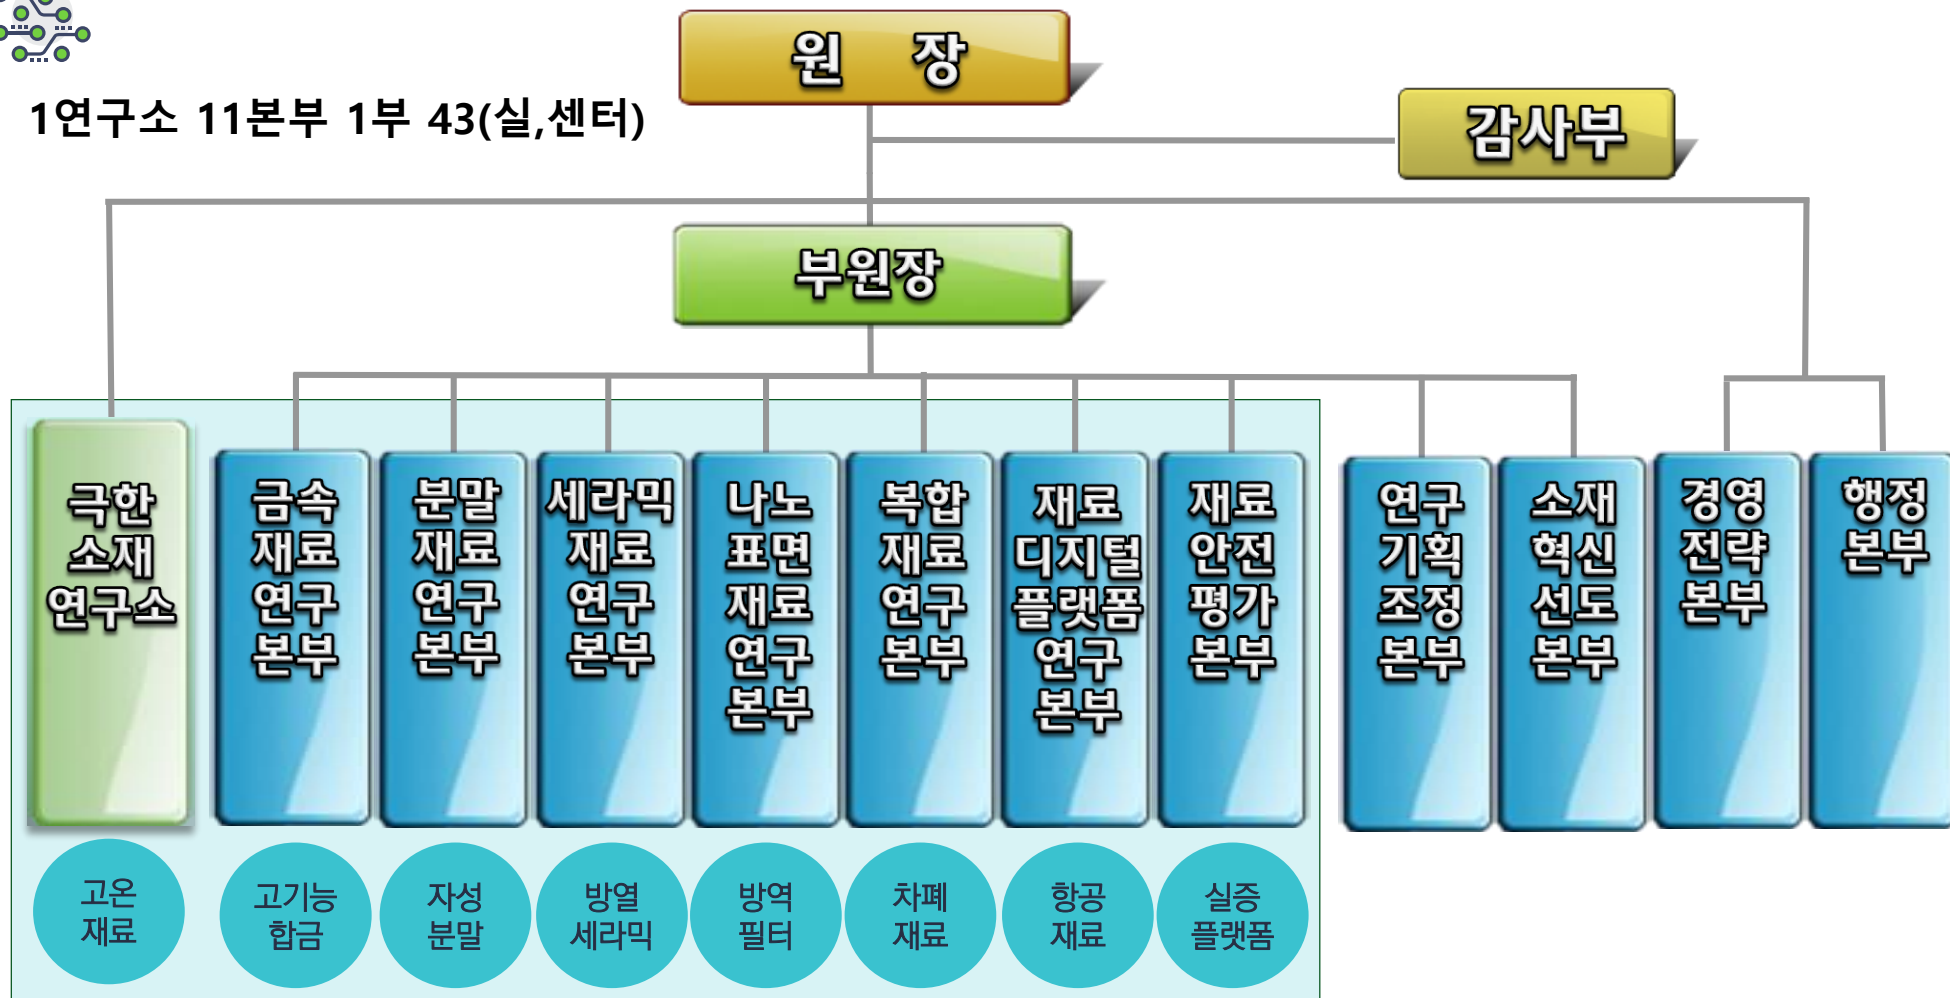 원 장
1연구소 11본부 1부 43(실,센터)
감사부
부원장
극한
소재
연구소
금속
재료
연구
본부
분말
재료
연구
본부
세라믹
재료
연구
본부
나노
표면
재료
연구
본부
복합
재료
연구
본부
재료
디지털
플랫폼
연구
본부
재료
안전
평가
본부
연구
기획
조정
본부
소재
혁신
선도
본부
경영
전략
본부
행정
본부
고온
재료
고기능
합금
자성
분말
방열
세라믹
방역
필터
차폐
재료
항공
재료
실증
플랫폼